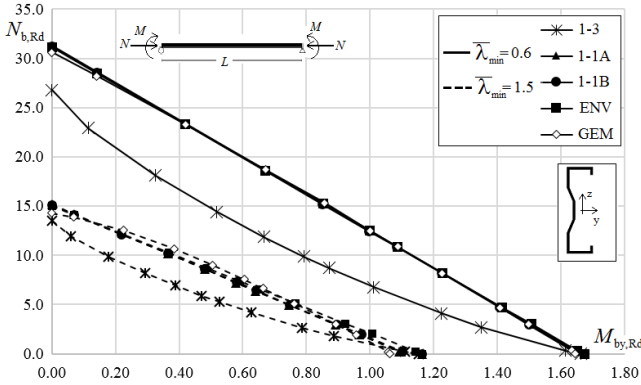 N_b,Rd
35.0
30.0
25.0
20.0
15.0
10.0
5.0
0.0
M M
N N
L
λ̅_min = 0.6
λ̅_min = 1.5
1-3
1-1A
1-1B
ENV
GEM
z
y
M_by,Rd
0.00 0.20 0.40 0.60 0.80 1.00 1.20 1.40 1.60 1.80